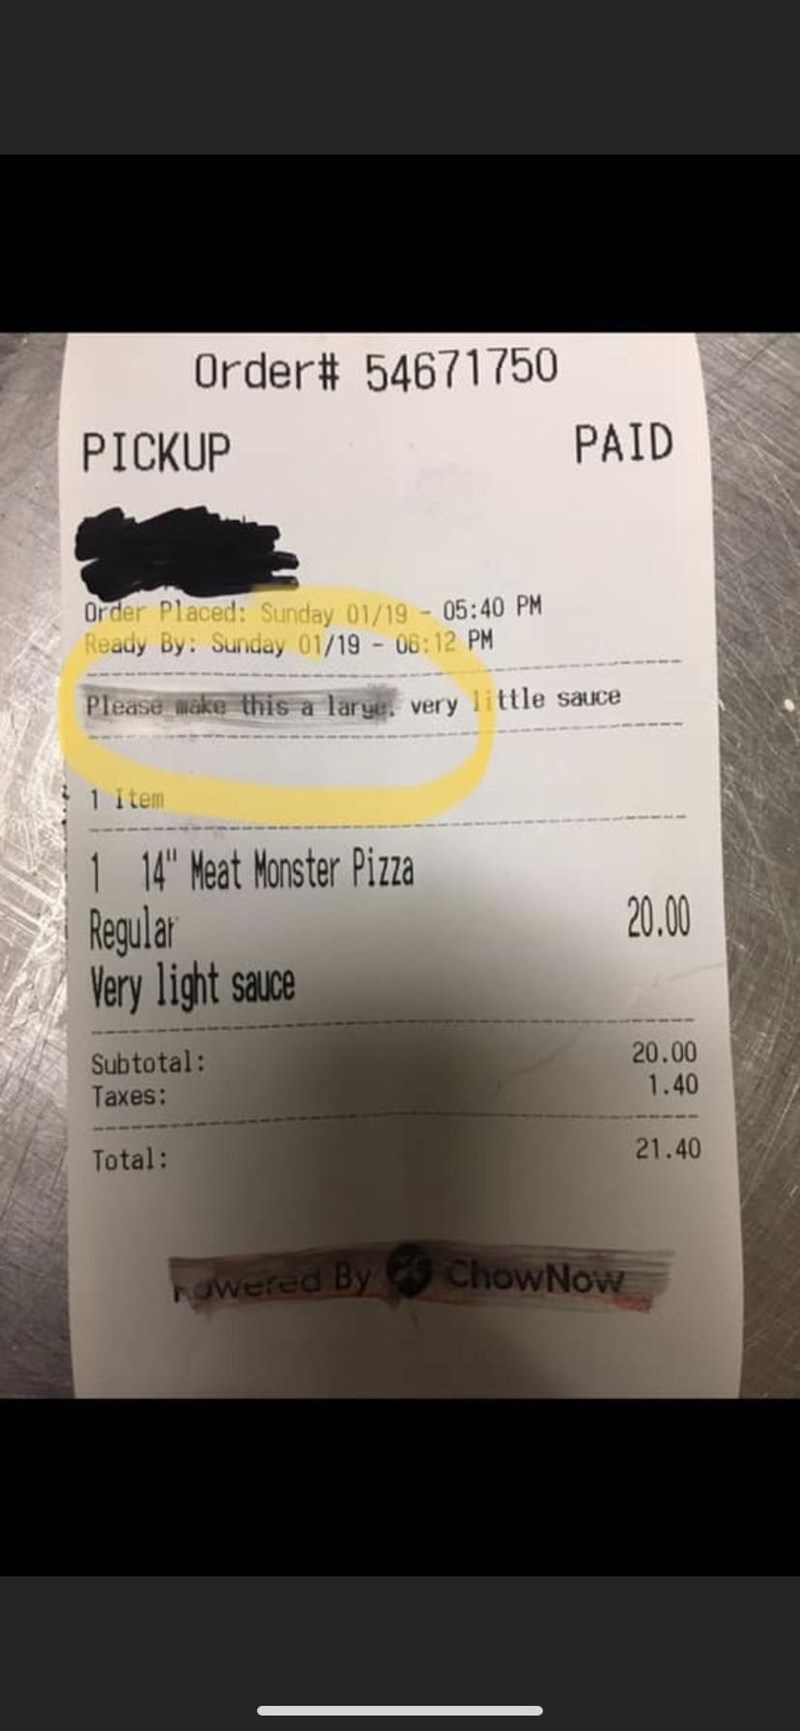 Order# 54671750
PICKUP PAID
Order Placed: Sunday 01/19 - 05:40 PM
Ready By: Sunday 01/19 - 06:12 PM
Please make this a large, very little sauce
1 Item
1 14" Meat Monster Pizza
Regular 20.00
Very light sauce
Subtotal: 20.00
Taxes: 1.40
Total: 21.40
Powered By ChowNow